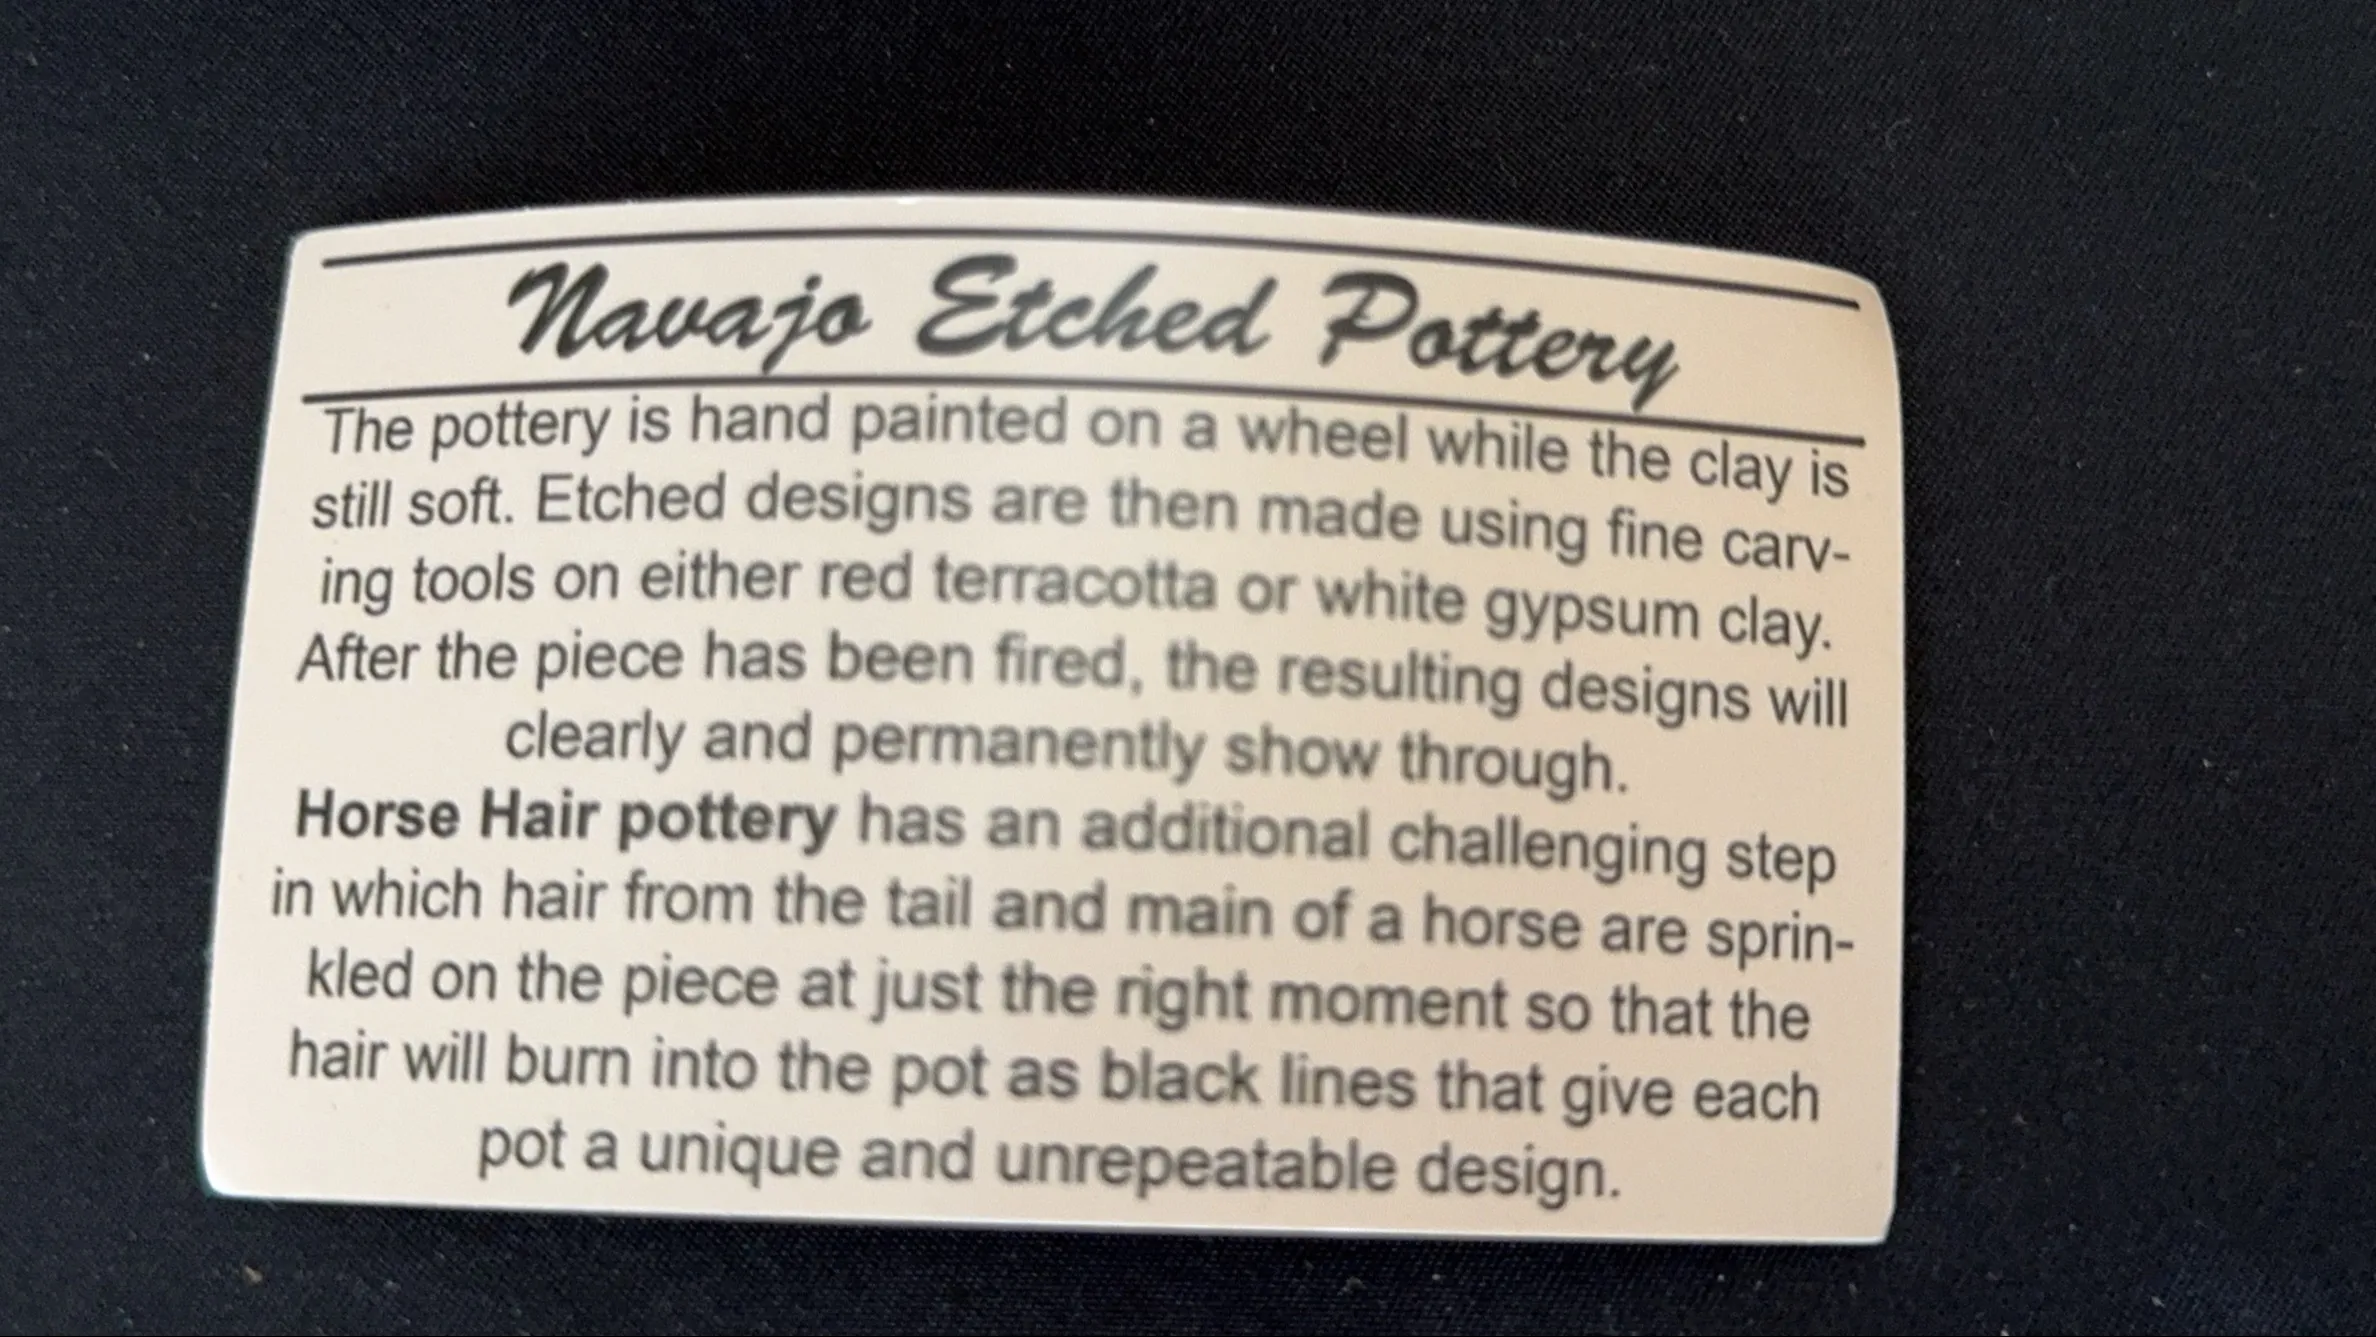 Navajo Etched Pottery
The pottery is hand painted on a wheel while the clay is
still soft. Etched designs are then made using fine carv-
ing tools on either red terracotta or white gypsum clay.
After the piece has been fired, the resulting designs will
clearly and permanently show through.
Horse Hair pottery has an additional challenging step
in which hair from the tail and main of a horse are sprin-
kled on the piece at just the right moment so that the
hair will burn into the pot as black lines that give each
pot a unique and unrepeatable design.